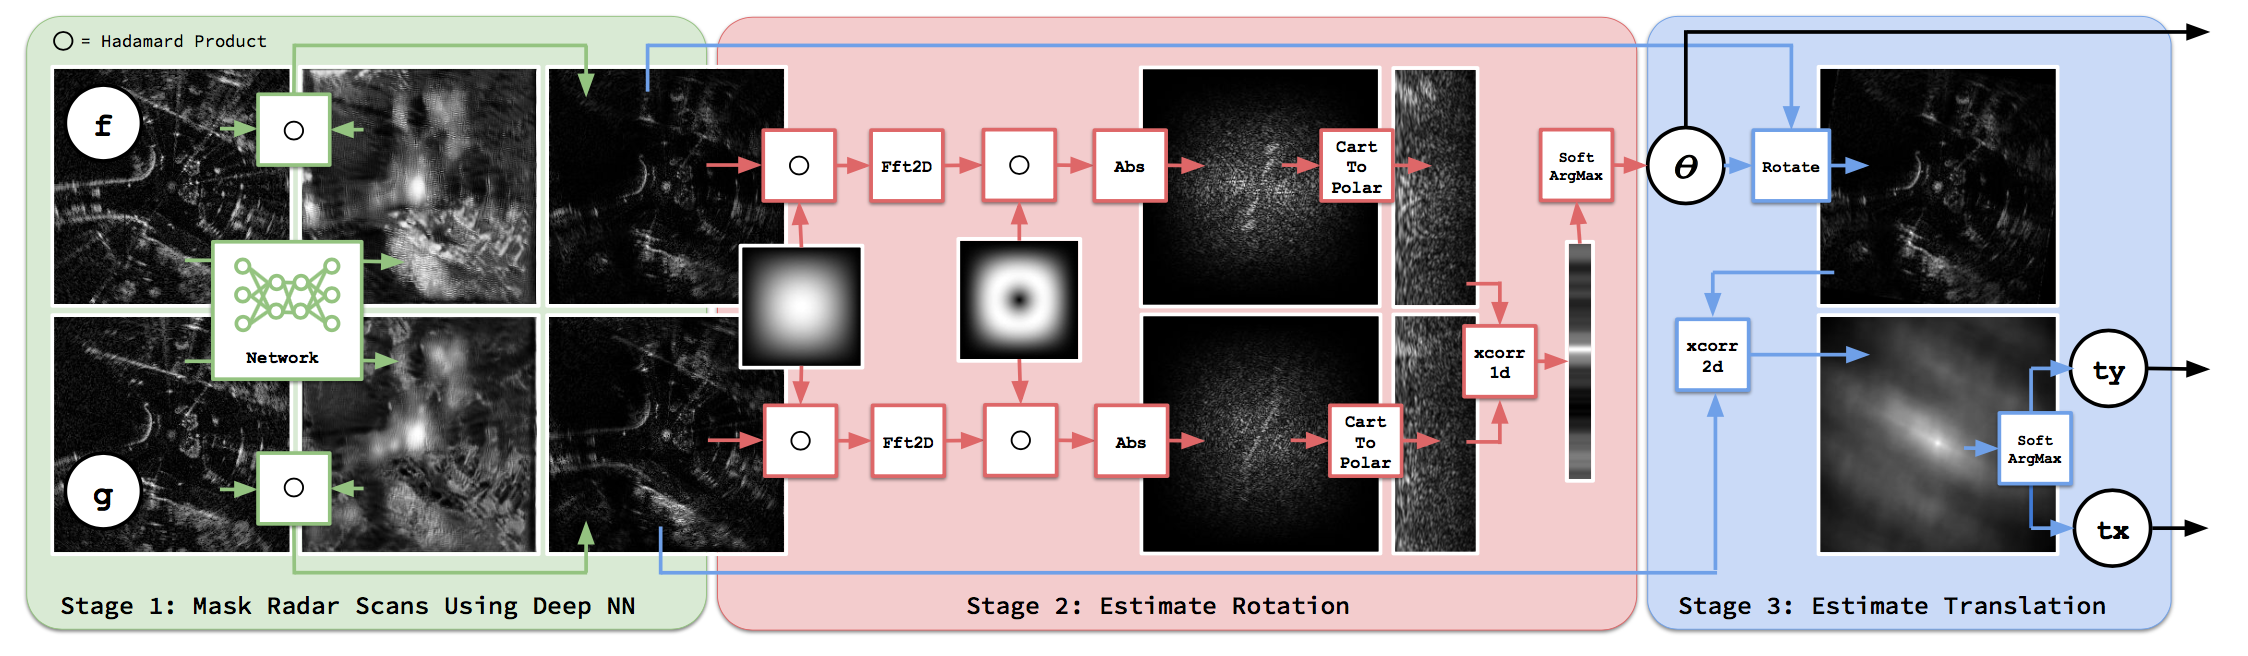 ○ = Hadamard Product
f
Network
g
Fft2D
Abs
Cart
To
Polar
Fft2D
Abs
Cart
To
Polar
xcorr
1d
Soft
ArgMax
θ
Rotate
xcorr
2d
Soft
ArgMax
ty
tx
Stage 1: Mask Radar Scans Using Deep NN
Stage 2: Estimate Rotation
Stage 3: Estimate Translation